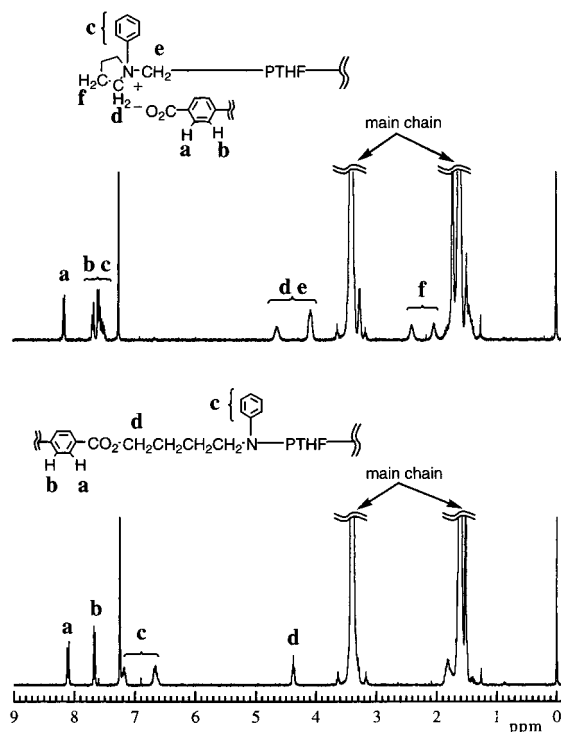 c {
e
N—CH₂ PTHF
+
H₂C
C
H₂
f
d
−O₂C
H H
a b
main chain
a
b c
d e
f
c {
d
CO₂-CH₂CH₂CH₂CH₂—N—PTHF
H H
b a
main chain
a
b
c
d
9 8 7 6 5 4 3 2 1 0
ppm